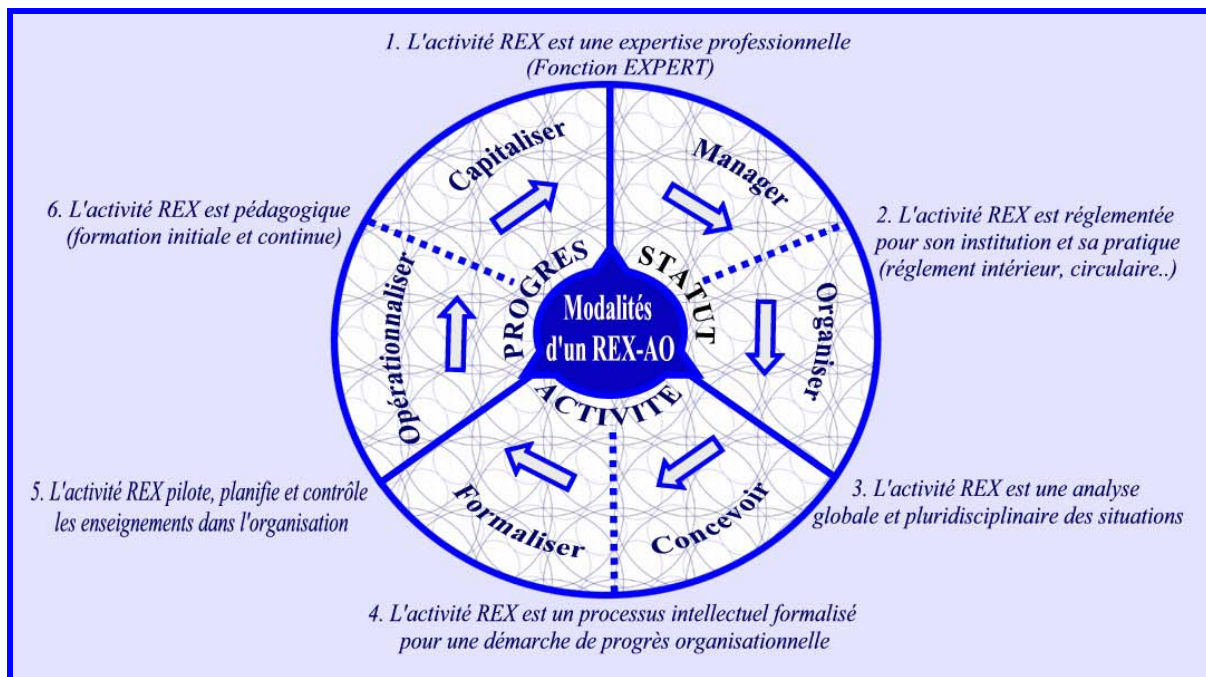 1. L'activité REX est une expertise professionnelle
(Fonction EXPERT)
Capitaliser
Manager
6. L'activité REX est pédagogique
(formation initiale et continue)
2. L'activité REX est réglementée
pour son institution et sa pratique
(réglement intérieur, circulaire..)
PROGRES
STATUT
Modalités
d'un REX-AO
Opérationnaliser
Organiser
ACTIVITE
5. L'activité REX pilote, planifie et contrôle
les enseignements dans l'organisation
Formaliser
Concevoir
3. L'activité REX est une analyse
globale et pluridisciplinaire des situations
4. L'activité REX est un processus intellectuel formalisé
pour une démarche de progrès organisationnelle